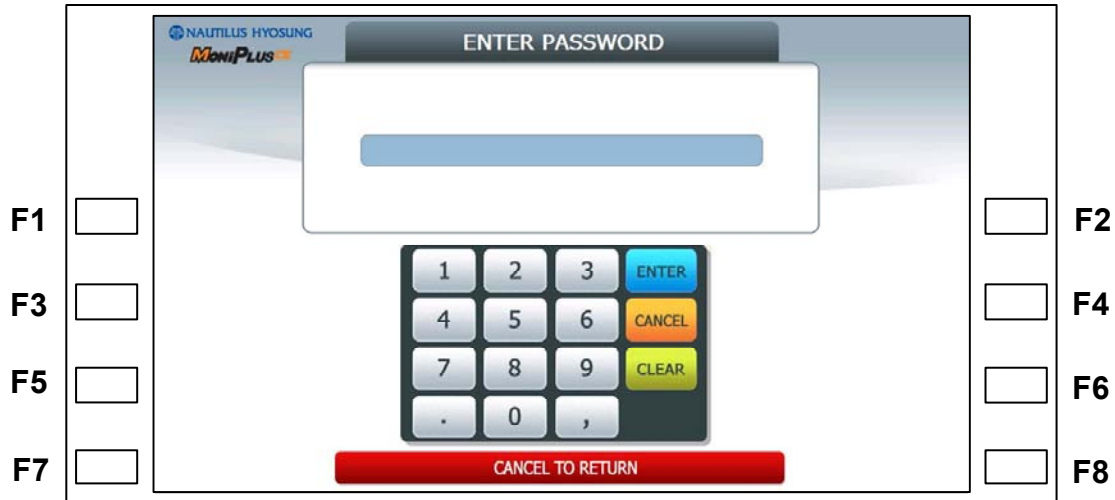 NAUTILUS HYOSUNG
MONIPLUS CE
ENTER PASSWORD
F1
F2
1 2 3 ENTER
F3
F4
4 5 6 CANCEL
7 8 9 CLEAR
F5
F6
. 0 ,
F7
CANCEL TO RETURN
F8